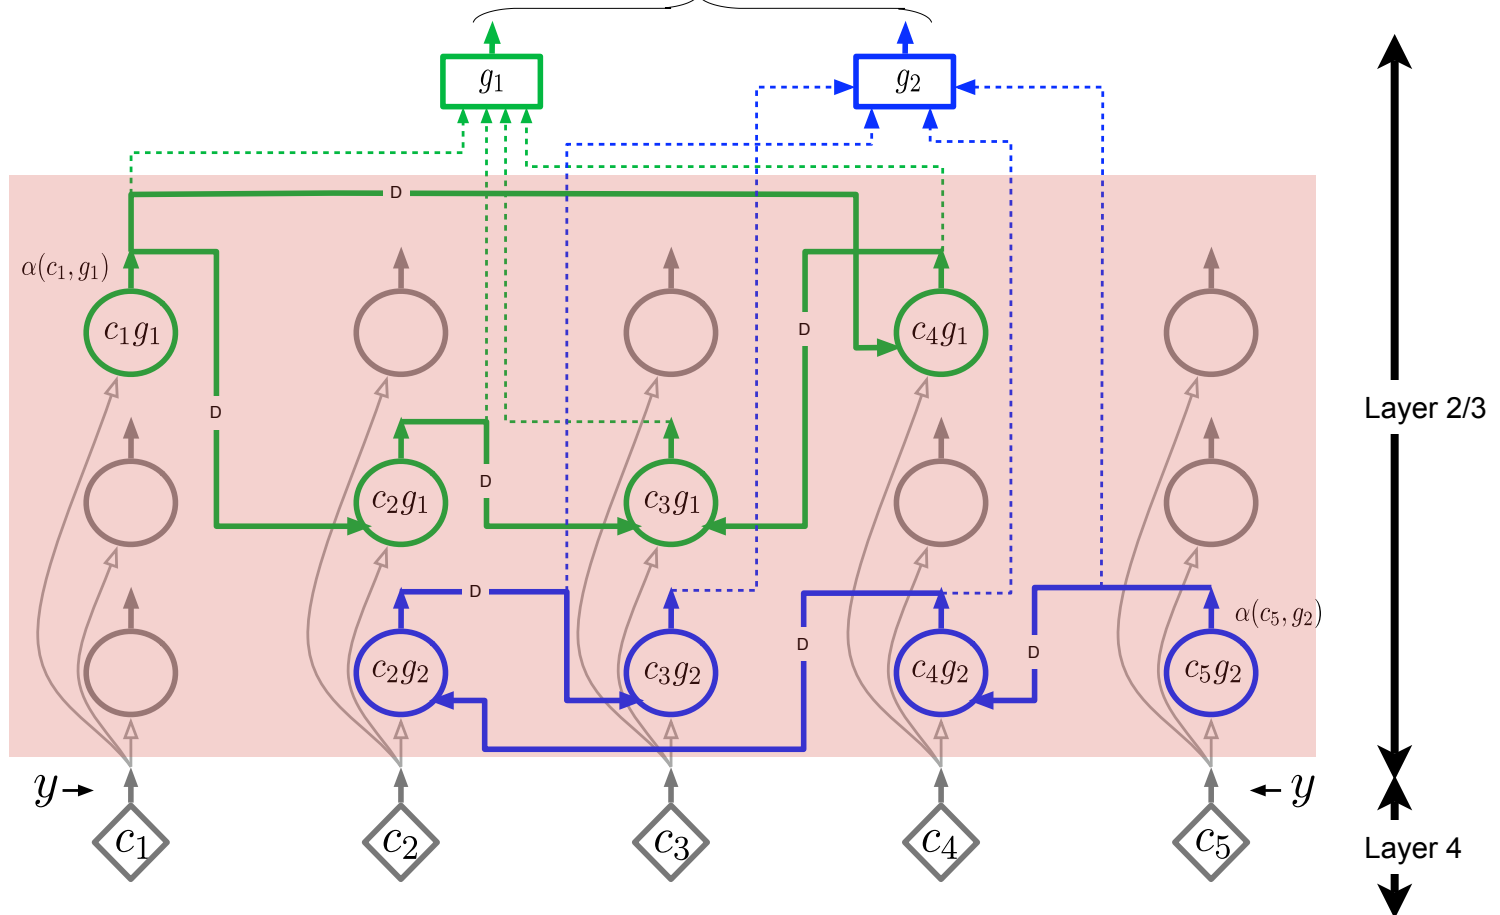 g₁ g₂
D
α(c₁, g₁)
c₁g₁ D c₄g₁
Layer 2/3
D
D
c₂g₁ c₃g₁
D
α(c₅, g₂)
D D
c₂g₂ c₃g₂ c₄g₂ c₅g₂
y y
c₁ c₂ c₃ c₄ c₅
Layer 4